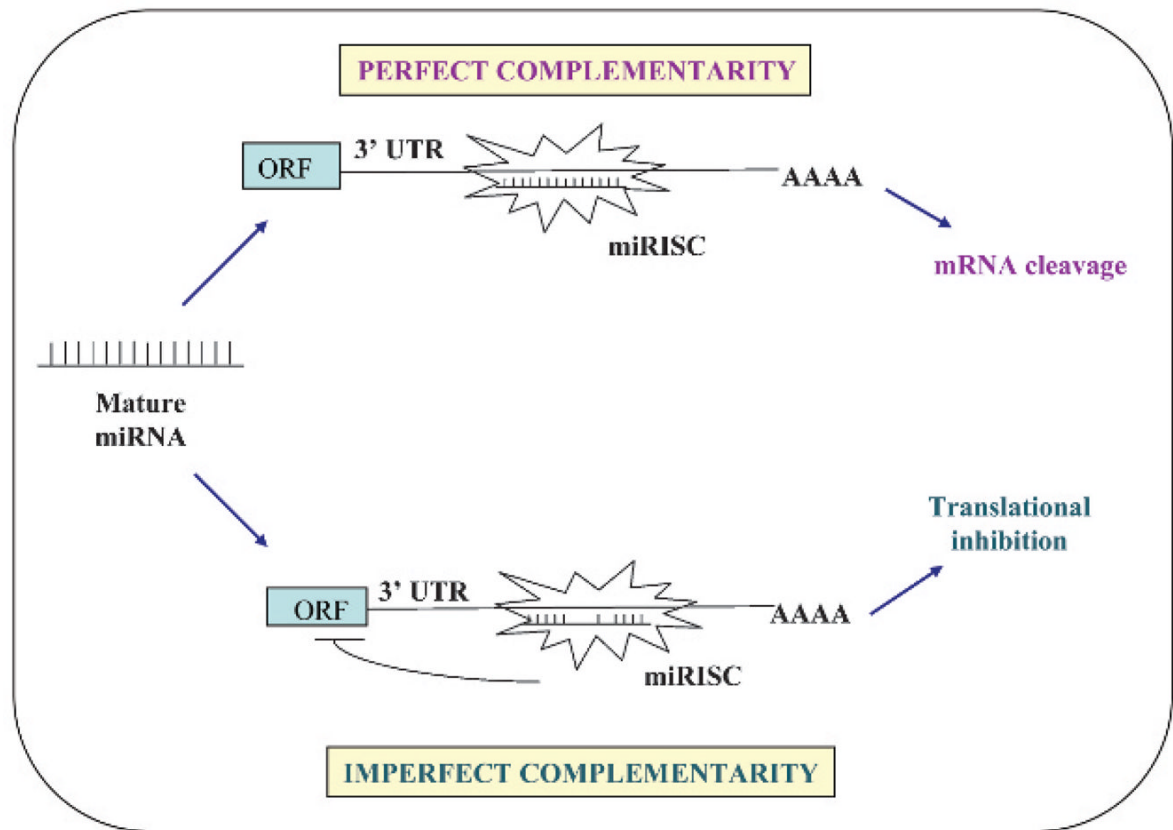 PERFECT COMPLEMENTARITY
ORF
3’ UTR
AAAA
miRISC
mRNA cleavage
Mature
miRNA
Translational
inhibition
ORF
3’ UTR
AAAA
miRISC
IMPERFECT COMPLEMENTARITY